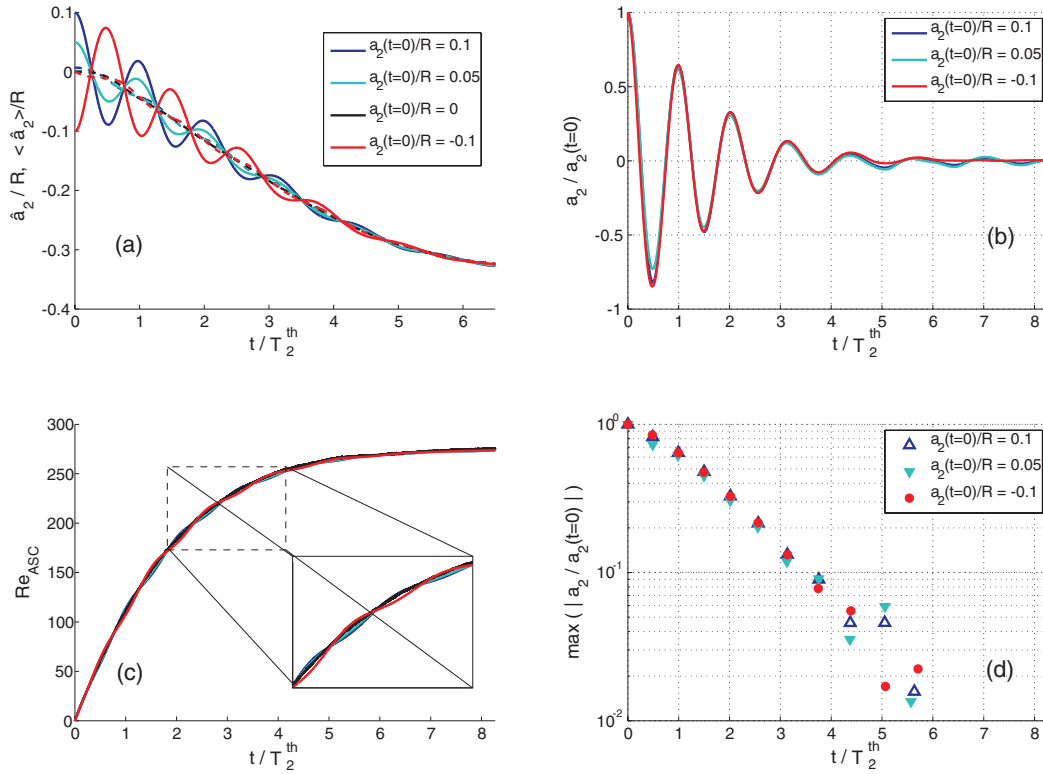 0.1
0
-0.1
-0.2
-0.3
-0.4
â₂ / R, < â₂>/R
a₂(t=0)/R = 0.1
a₂(t=0)/R = 0.05
a₂(t=0)/R = 0
a₂(t=0)/R = -0.1
(a)
0 1 2 3 4 5 6
t / T₂ᵗʰ
1
0.5
0
-0.5
-1
a₂ / a₂(t=0)
a₂(t=0)/R = 0.1
a₂(t=0)/R = 0.05
a₂(t=0)/R = -0.1
(b)
0 1 2 3 4 5 6 7 8
t / T₂ᵗʰ
300
250
200
150
100
50
0
Re_ASC
(c)
0 1 2 3 4 5 6 7 8
t / T₂ᵗʰ
10⁰
10⁻¹
10⁻²
max ( | a₂ / a₂(t=0) | )
a₂(t=0)/R = 0.1
a₂(t=0)/R = 0.05
a₂(t=0)/R = -0.1
(d)
0 1 2 3 4 5 6 7 8
t / T₂ᵗʰ